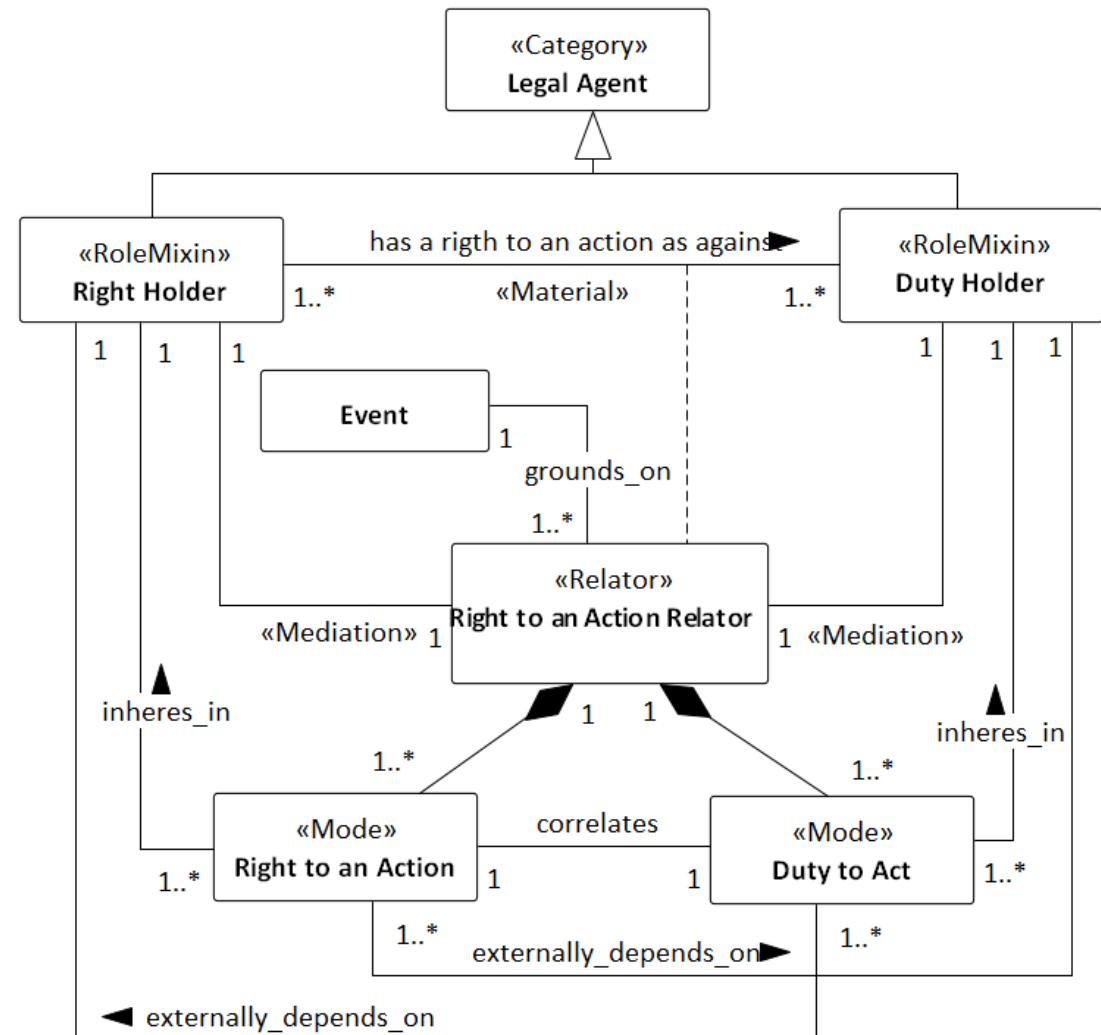 «Category»
Legal Agent
«RoleMixin»
Right Holder
has a rigth to an action as against
«Material»
1..*
1..*
«RoleMixin»
Duty Holder
1
1
1
1
1
1
Event
1
grounds_on
1..*
«Relator»
Right to an Action Relator
«Mediation»
1
1
«Mediation»
inheres_in
1
1
inheres_in
1..*
1..*
«Mode»
Right to an Action
correlates
«Mode»
Duty to Act
1..*
1
1
1..*
1..*
externally_depends_on
1..*
externally_depends_on